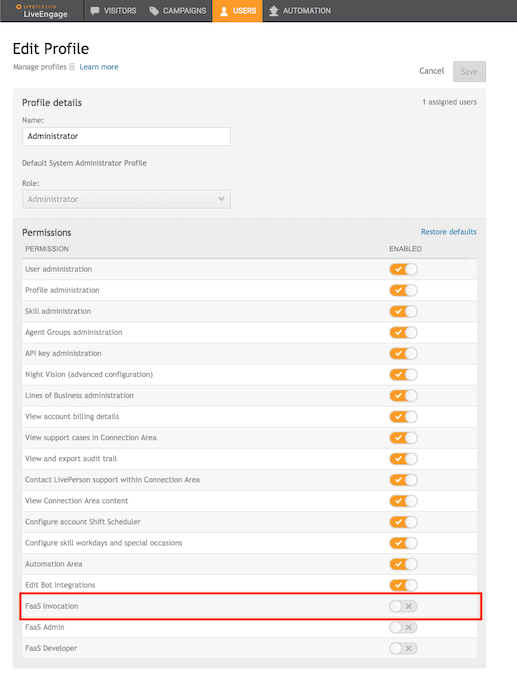 LIVEPERSON
LiveEngage
VISITORS
CAMPAIGNS
USERS
AUTOMATION
Edit Profile
Manage profiles Learn more
Cancel
Save
Profile details
1 assigned users
Name:
Administrator
Default System Administrator Profile
Role:
Administrator
Permissions
Restore defaults
PERMISSION ENABLED
User administration
Profile administration
Skill administration
Agent Groups administration
API key administration
Night Vision (advanced configuration)
Lines of Business administration
View account billing details
View support cases in Connection Area
View and export audit trail
Contact LivePerson support within Connection Area
View Connection Area content
Configure account Shift Scheduler
Configure skill workdays and special occasions
Automation Area
Edit Bot Integrations
FaaS Invocation
FaaS Admin
FaaS Developer